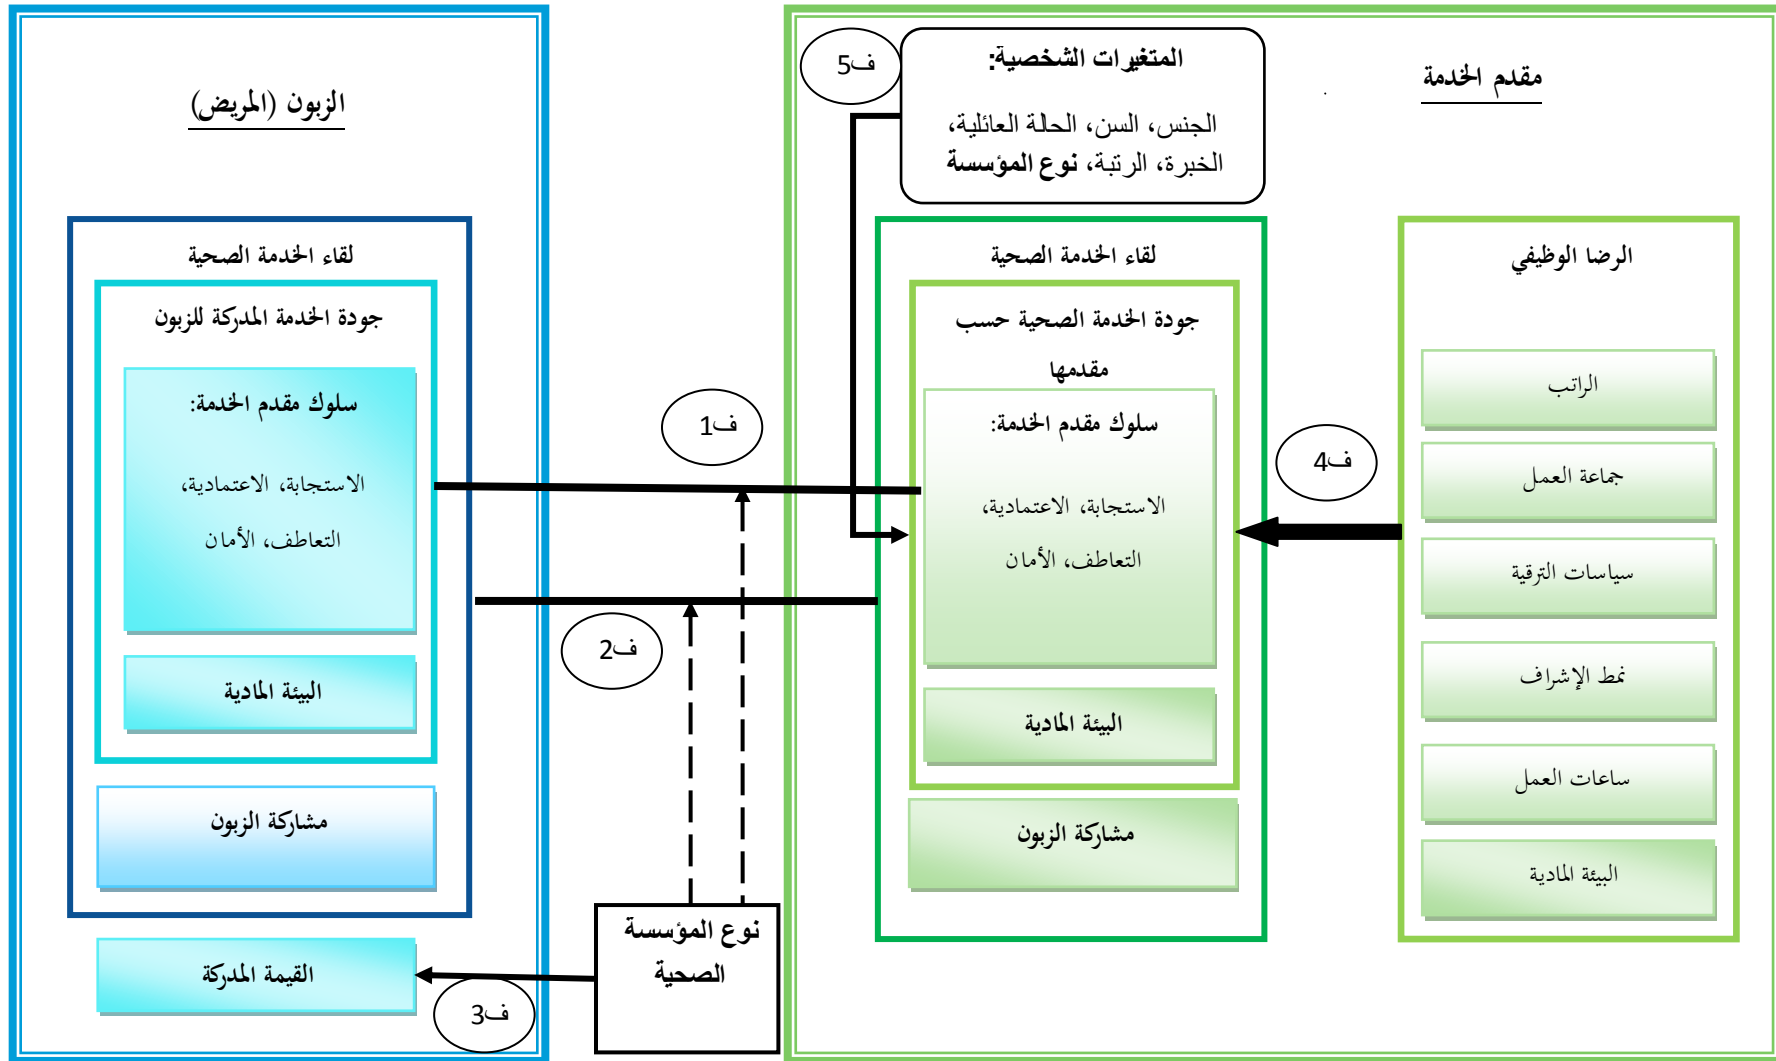 مقدم الخدمة
المتغيرات الشخصية:
الجنس، السن، الحالة العائلية،
الخبرة، الرتبة، نوع المؤسسة
ف5
الزبون (المريض)
الرضا الوظيفي
الراتب
جماعة العمل
سياسات الترقية
نمط الإشراف
ساعات العمل
البيئة المادية
ف4
لقاء الخدمة الصحية
جودة الخدمة الصحية حسب
مقدمها
سلوك مقدم الخدمة:
الاستجابة، الاعتمادية،
التعاطف، الأمان
البيئة المادية
مشاركة الزبون
ف1
ف2
نوع المؤسسة
الصحية
ف3
لقاء الخدمة الصحية
جودة الخدمة المدركة للزبون
سلوك مقدم الخدمة:
الاستجابة، الاعتمادية،
التعاطف، الأمان
البيئة المادية
مشاركة الزبون
القيمة المدركة